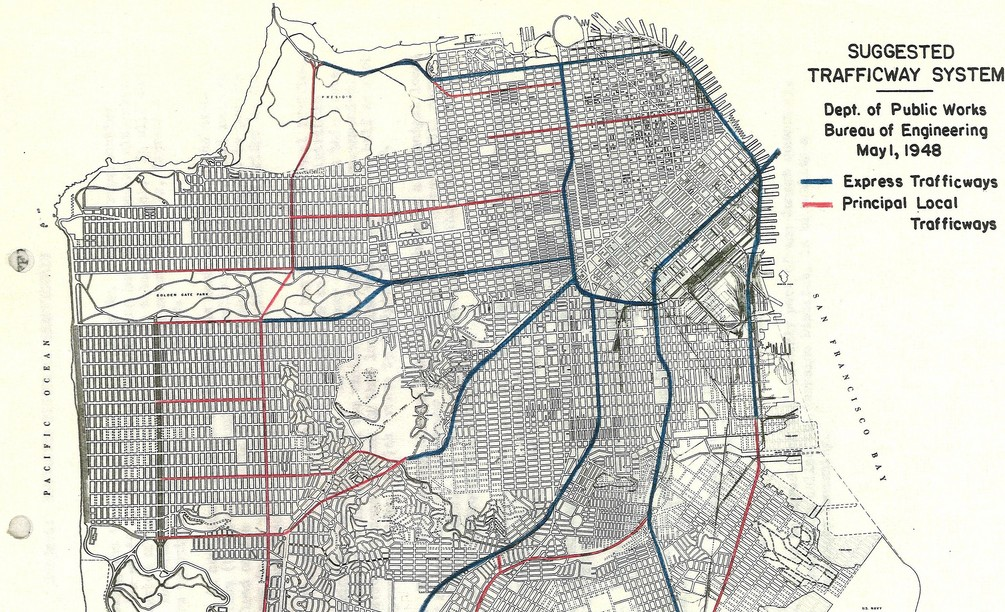 SUGGESTED
TRAFFICWAY SYSTEM
Dept. of Public Works
Bureau of Engineering
May 1, 1948
Express Trafficways
Principal Local
Trafficways
PRESIDIO
GOLDEN GATE PARK
PACIFIC OCEAN
SAN FRANCISCO BAY
U.S. NAVY